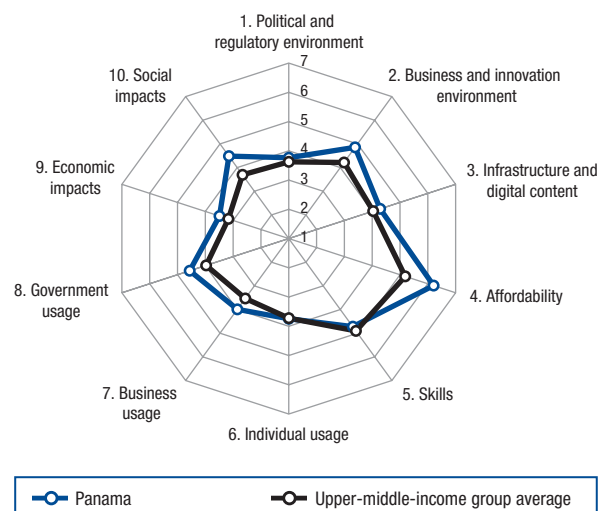 1. Political and
regulatory environment
10. Social
impacts
2. Business and innovation
environment
9. Economic
impacts
3. Infrastructure and
digital content
8. Government
usage
4. Affordability
7. Business
usage
5. Skills
6. Individual usage
7
6
5
4
3
2
1
Panama
Upper-middle-income group average